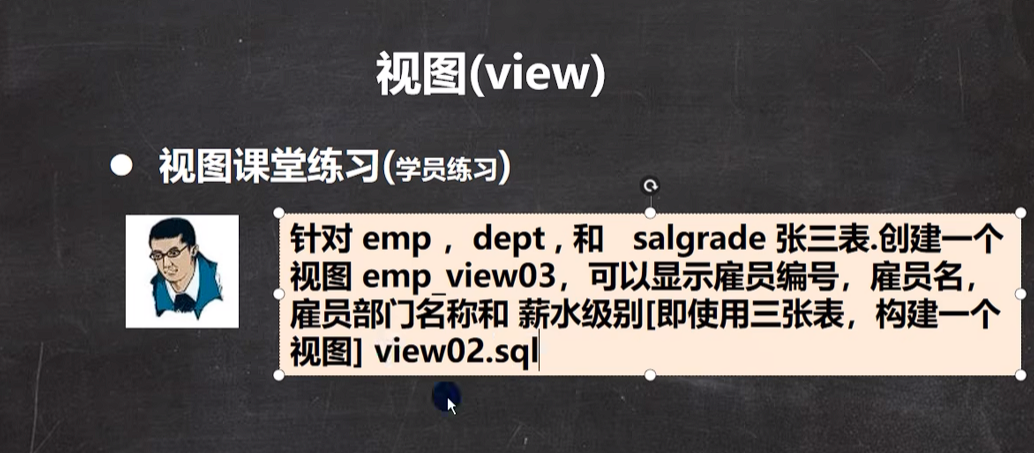 视图(view)
● 视图课堂练习(学员练习)
针对 emp ，dept , 和 salgrade 张三表.创建一个
视图 emp_view03，可以显示雇员编号，雇员名，
雇员部门名称和 薪水级别[即使用三张表，构建一个
视图] view02.sql